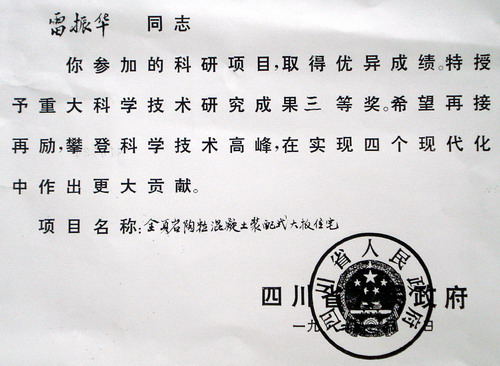 雷振华 同志
你参加的科研项目,取得优异成绩。特授
予重大科学技术研究成果三等奖。希望再接
再励,攀登科学技术高峰,在实现四个现代化
中作出更大贡献。
项目名称:全页岩陶粒混凝土装配式大板住宅
四川省人民政府
四川省人民政府
一九 日